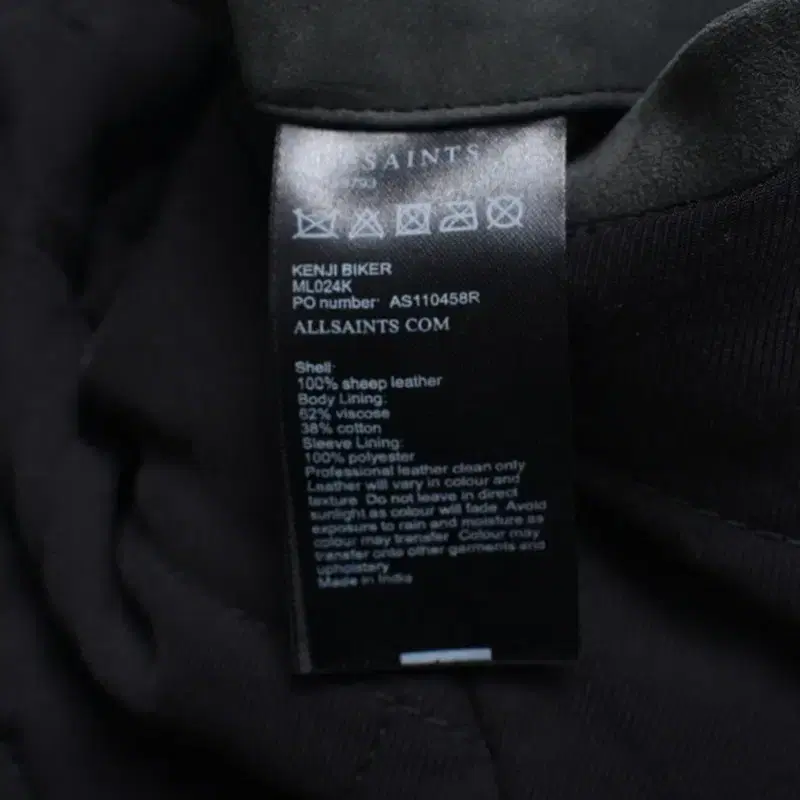 ALLSAINTS
KENJI BIKER
ML024K
PO number: AS110458R
ALLSAINTS COM
Shell:
100% sheep leather
Body Lining:
62% viscose
38% cotton
Sleeve Lining:
100% polyester
Professional leather clean only
Leather will vary in colour and
texture. Do not leave in direct
sunlight as colour will fade. Avoid
exposure to rain and moisture as
colour may transfer. Colour may
transfer onto other garments and
upholstery
Made in India